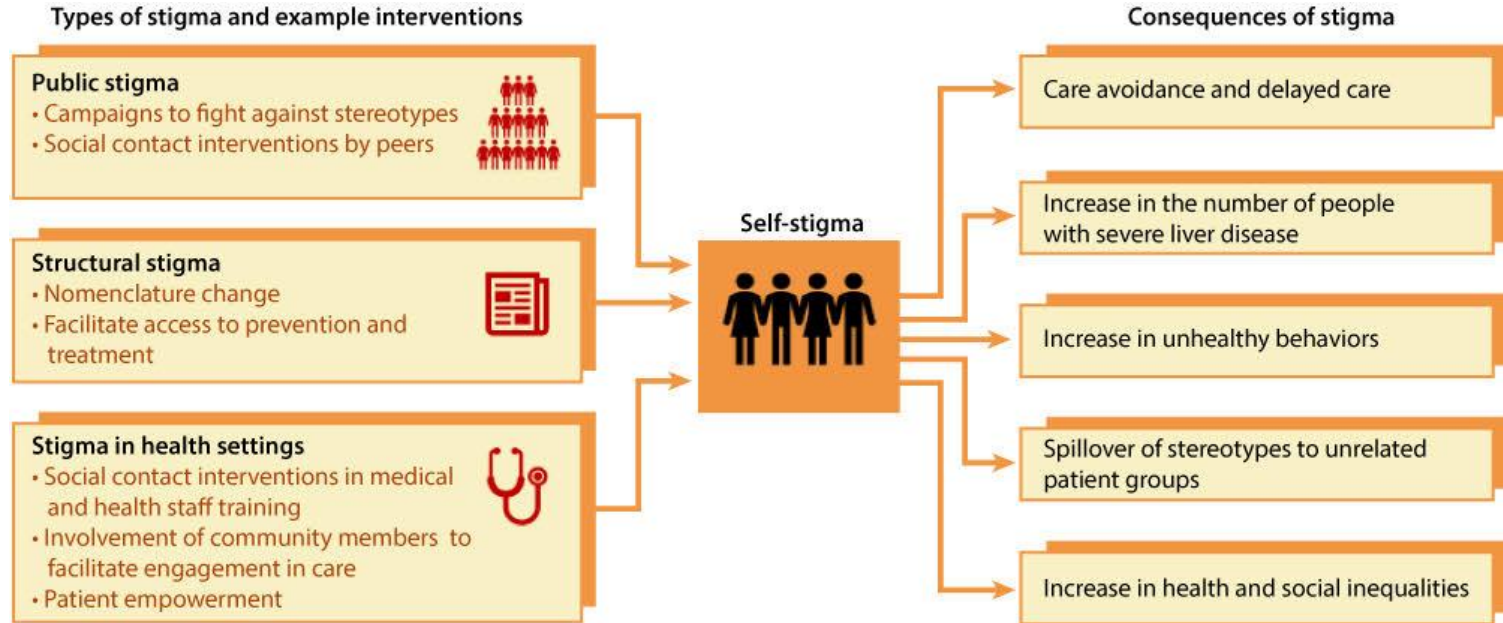 Types of stigma and example interventions
Public stigma
• Campaigns to fight against stereotypes
• Social contact interventions by peers
Structural stigma
• Nomenclature change
• Facilitate access to prevention and
treatment
Stigma in health settings
• Social contact interventions in medical
and health staff training
• Involvement of community members to
facilitate engagement in care
• Patient empowerment
Self-stigma
Consequences of stigma
Care avoidance and delayed care
Increase in the number of people
with severe liver disease
Increase in unhealthy behaviors
Spillover of stereotypes to unrelated
patient groups
Increase in health and social inequalities